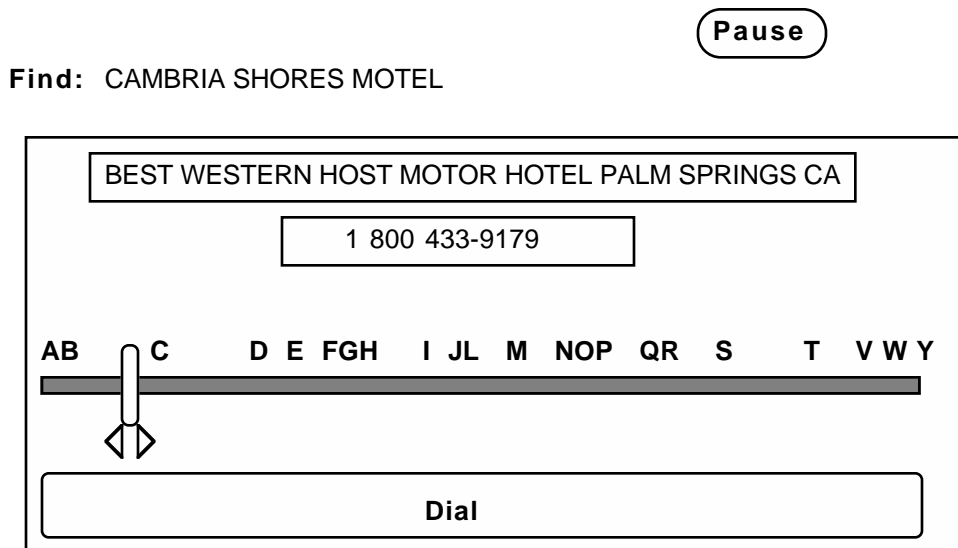 Pause
Find: CAMBRIA SHORES MOTEL
BEST WESTERN HOST MOTOR HOTEL PALM SPRINGS CA
1 800 433-9179
AB C D E FGH I JL M NOP QR S T V W Y
Dial